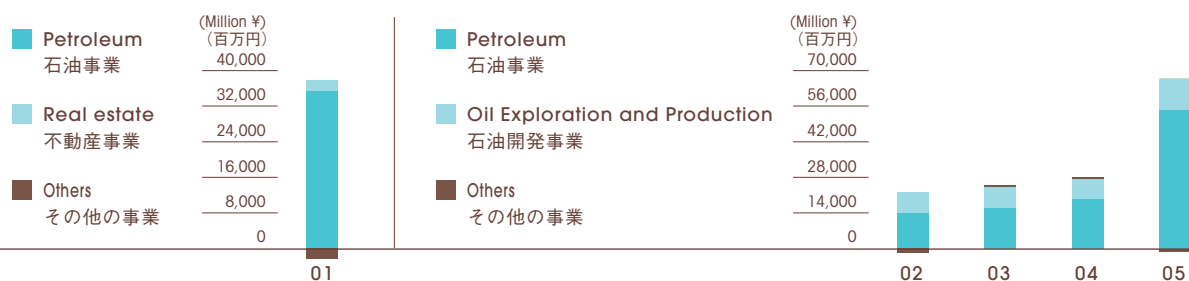 (Million ¥)
（百万円）
Petroleum
石油事業
Real estate
不動産事業
Others
その他の事業
40,000
32,000
24,000
16,000
8,000
0
01
(Million ¥)
（百万円）
Petroleum
石油事業
Oil Exploration and Production
石油開発事業
Others
その他の事業
70,000
56,000
42,000
28,000
14,000
0
02 03 04 05